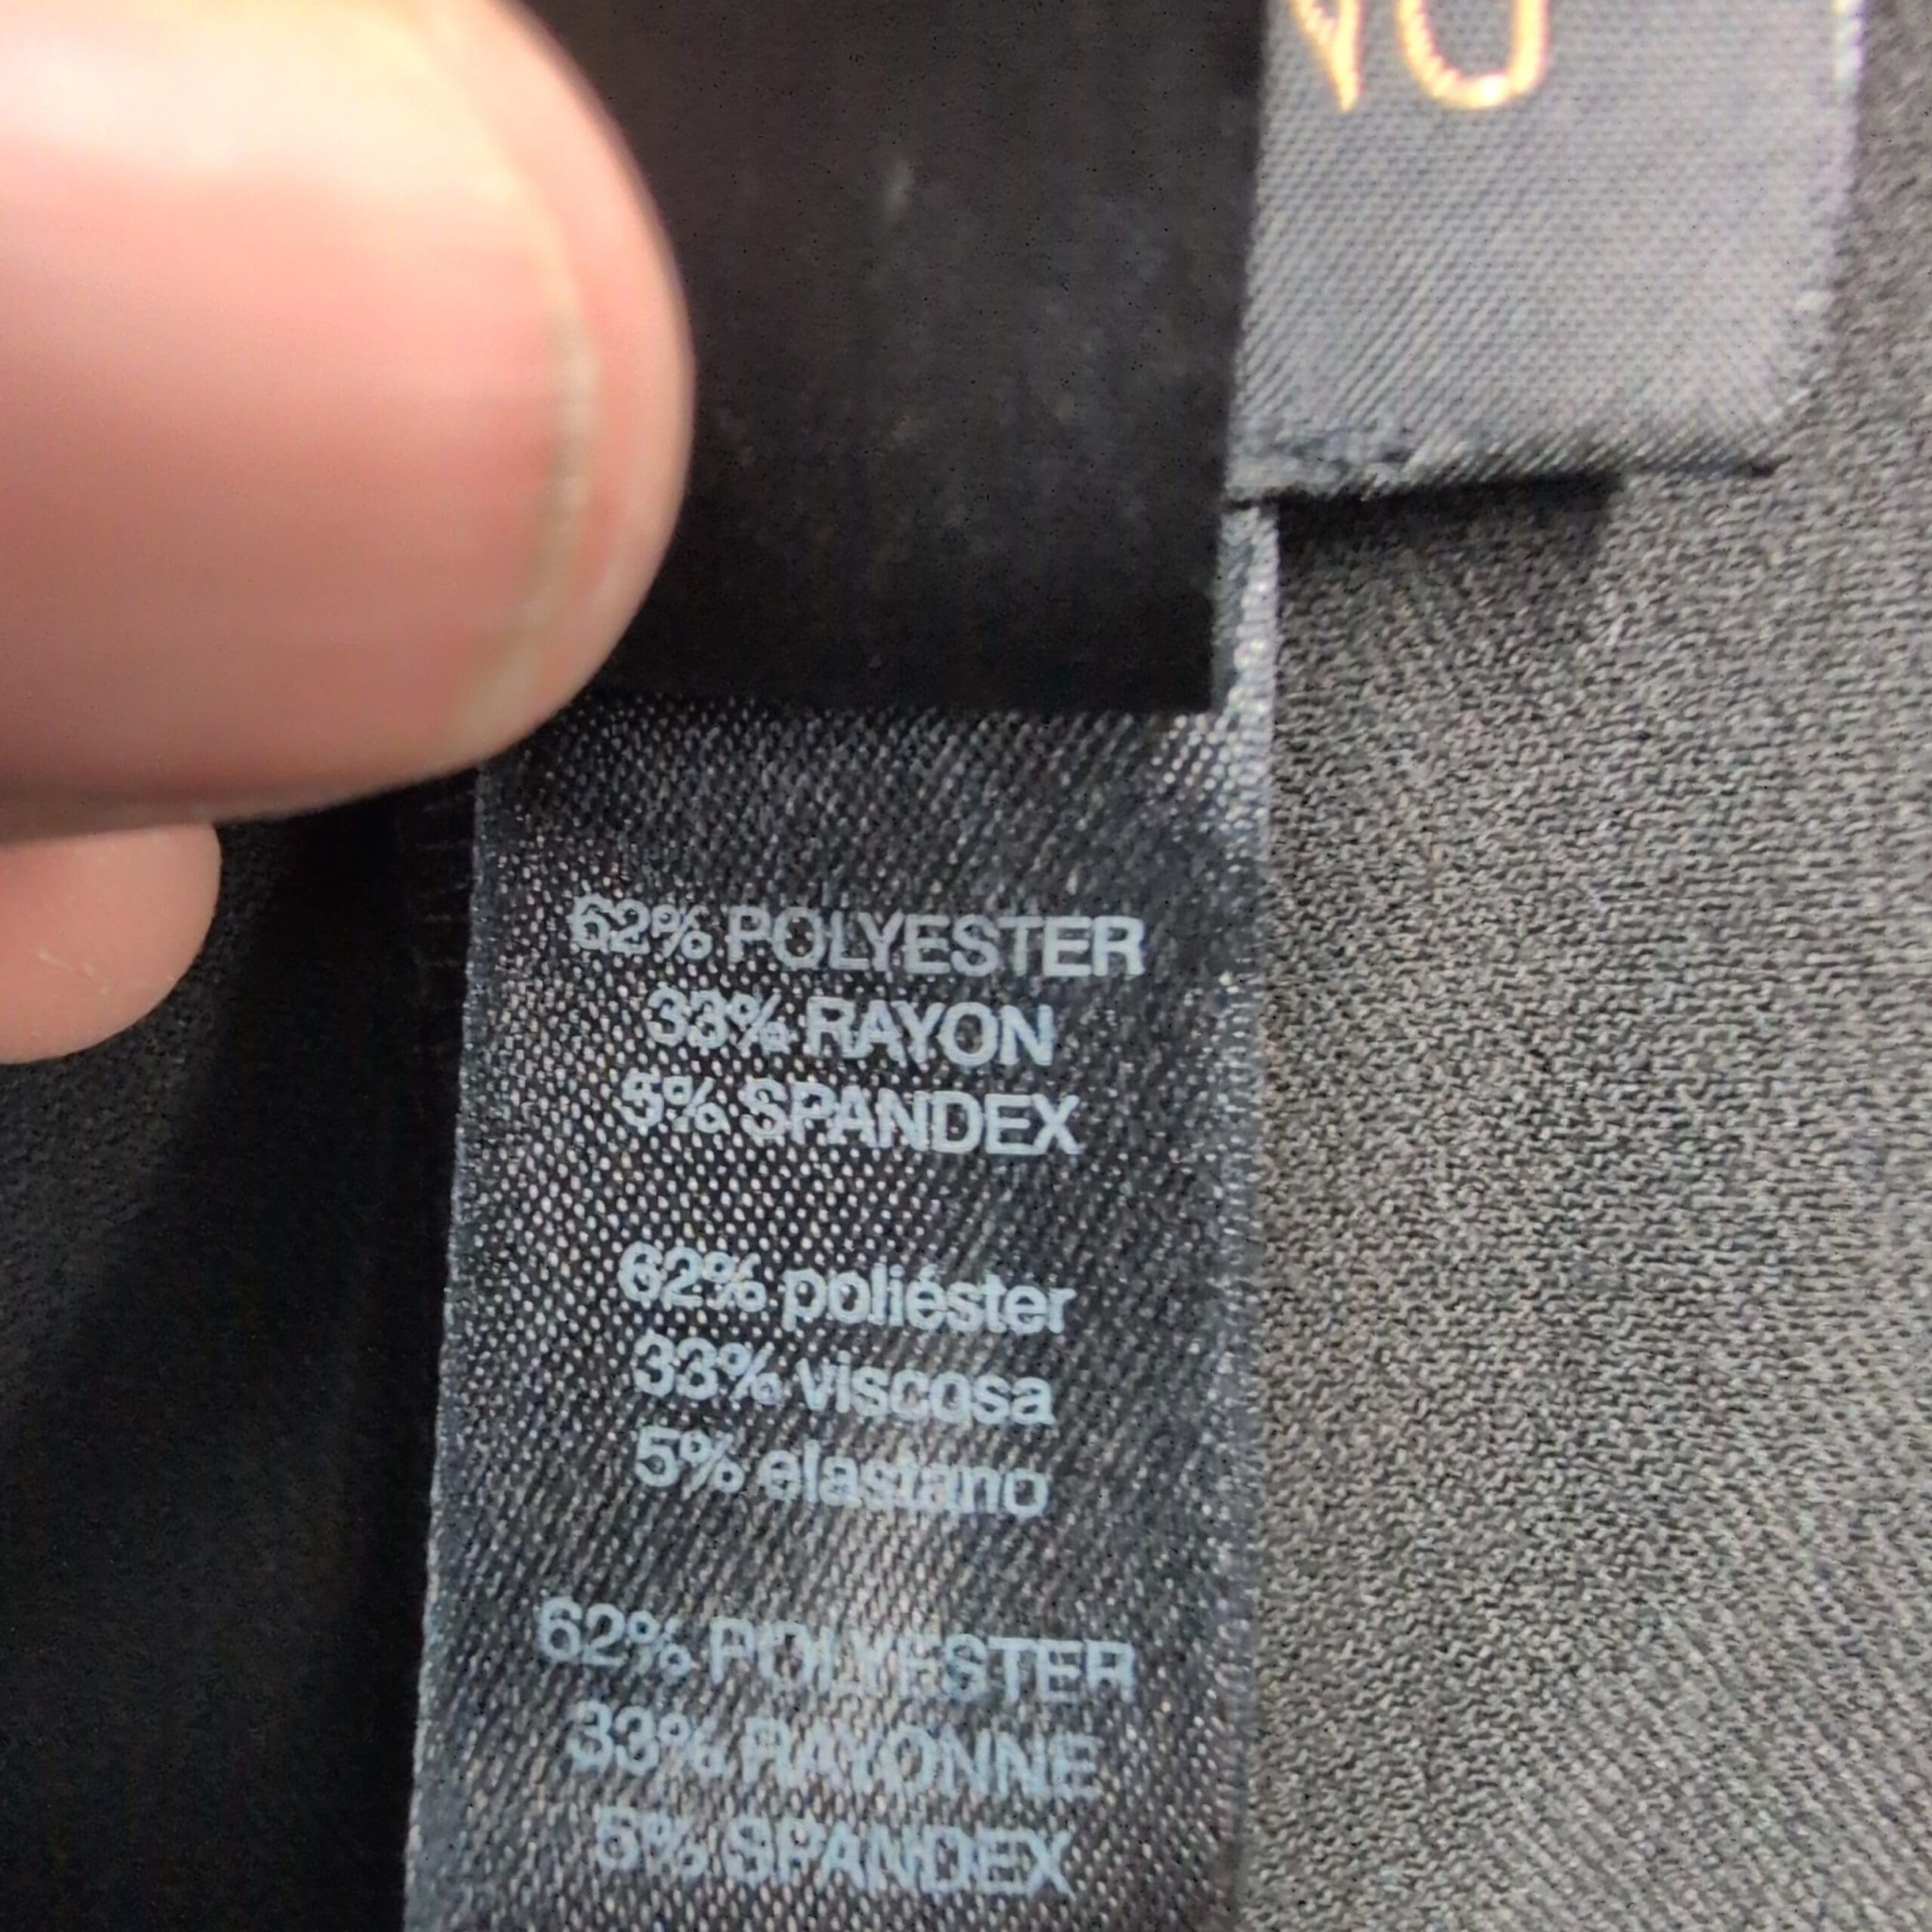 62% POLYESTER
33% RAYON
5% SPANDEX
62% poliéster
33% viscosa
5% elastano
62% POLYESTER
33% RAYONNE
5% SPANDEX